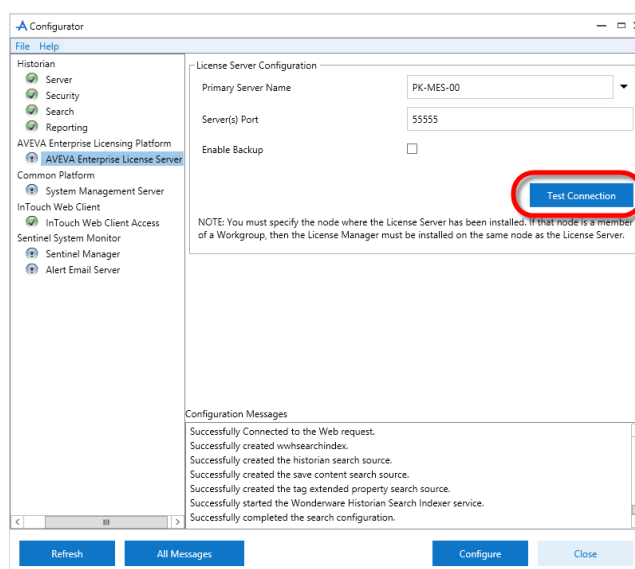 Configurator
File Help
Historian
Server
Security
Search
Reporting
AVEVA Enterprise Licensing Platform
AVEVA Enterprise License Server
Common Platform
System Management Server
InTouch Web Client
InTouch Web Client Access
Sentinel System Monitor
Sentinel Manager
Alert Email Server
License Server Configuration
Primary Server Name PK-MES-00
Server(s) Port 55555
Enable Backup
Test Connection
NOTE: You must specify the node where the License Server has been installed. If that node is a member
of a Workgroup, then the License Manager must be installed on the same node as the License Server.
Configuration Messages
Successfully Connected to the Web request.
Successfully created wwhsearchindex.
Successfully created the historian search source.
Successfully created the save content search source.
Successfully created the tag extended property search source.
Successfully started the Wonderware Historian Search Indexer service.
Successfully completed the search configuration.
Refresh All Messages Configure Close